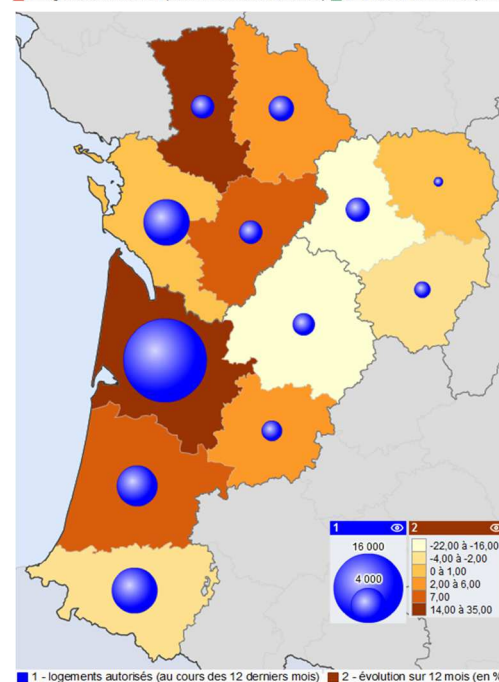 1
2
16 000
4 000
-22,00 à -16,00
-4,00 à -2,00
0 à 1,00
2,00 à 6,00
7,00
14,00 à 35,00
1 - logements autorisés (au cours des 12 derniers mois) 2 - évolution sur 12 mois (en %